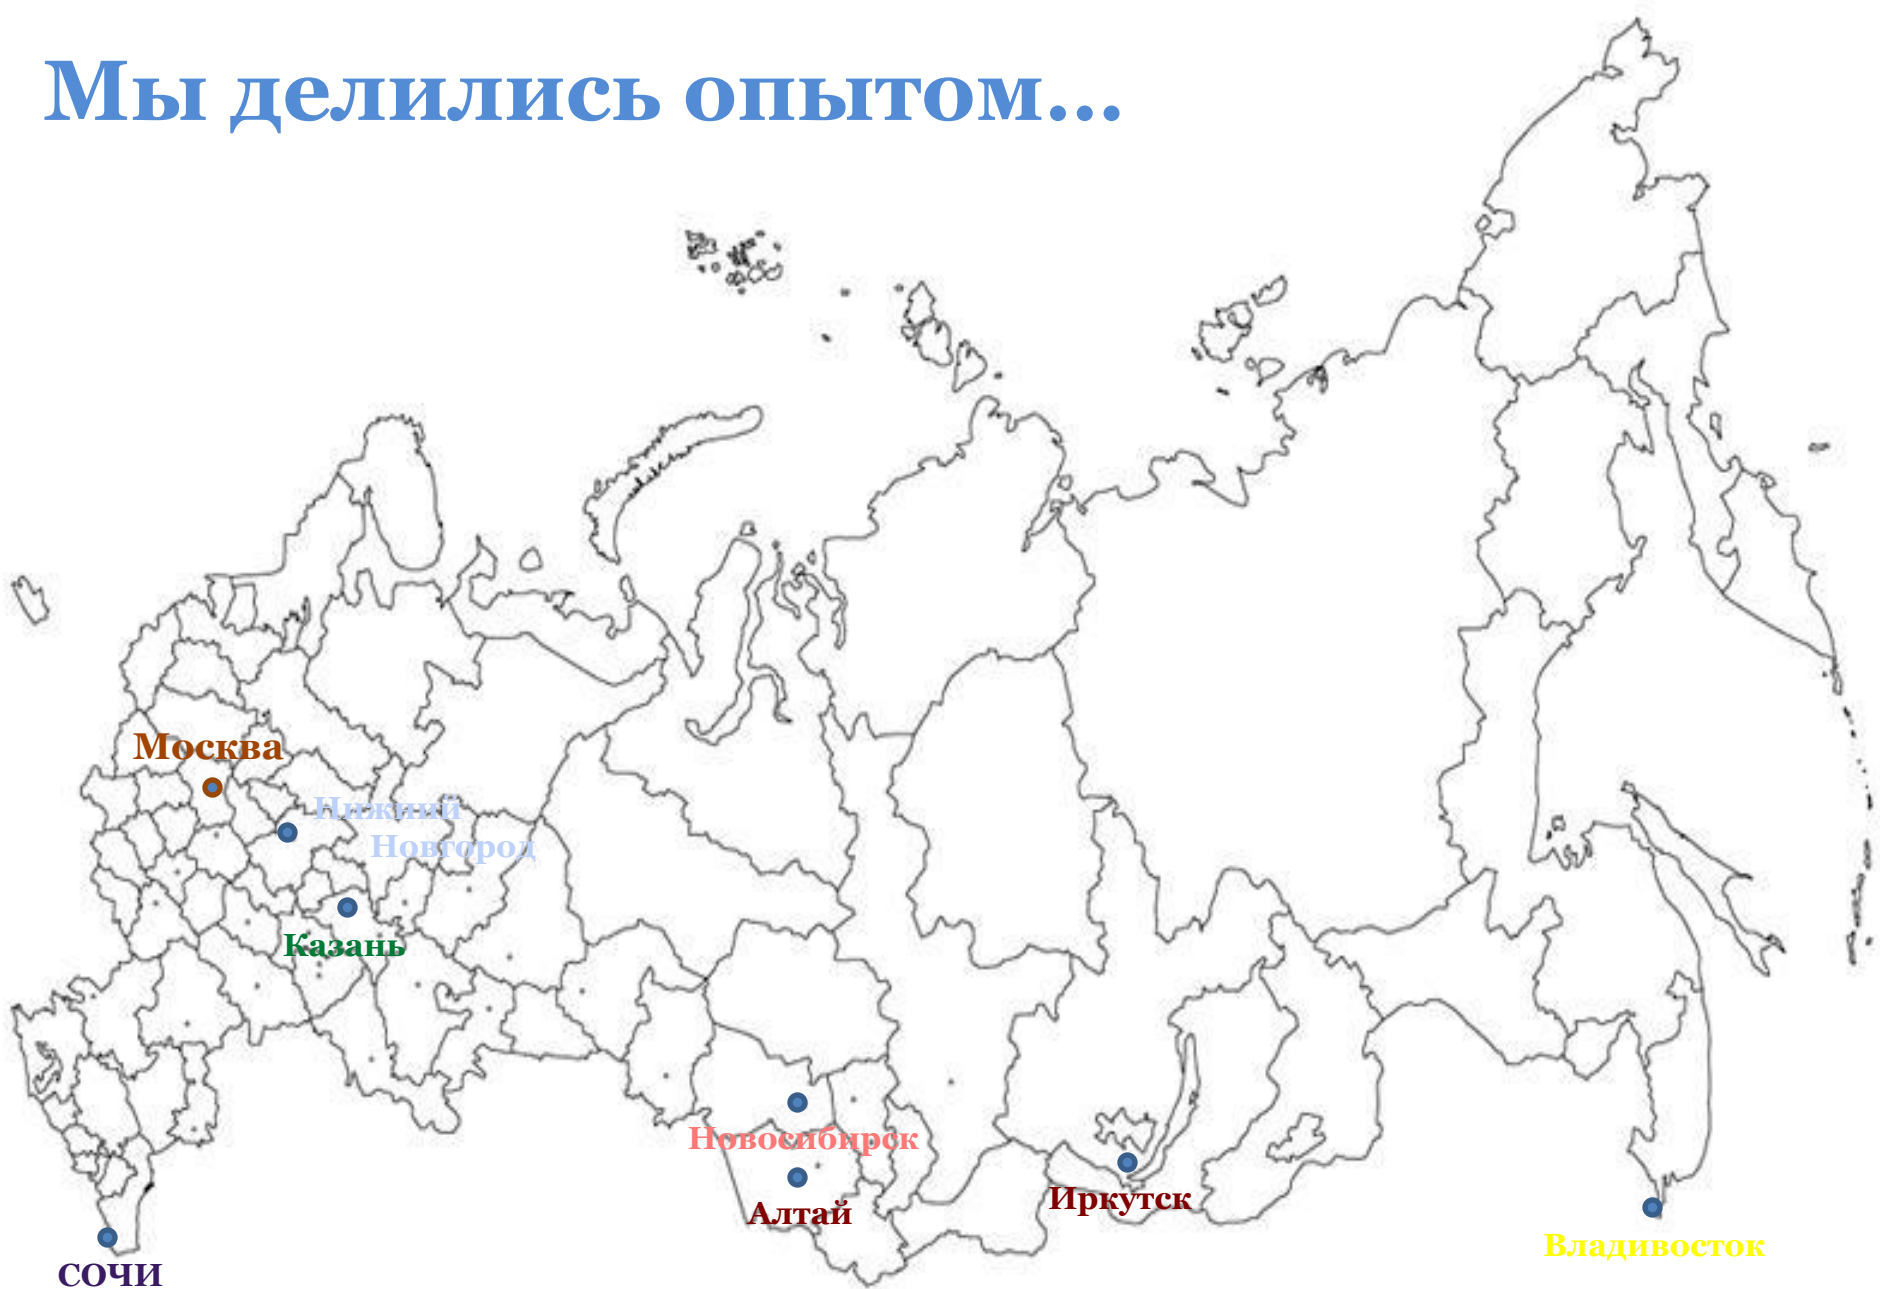 Мы делились опытом...
Москва
Нижний
Новгород
Казань
Новосибирск
Алтай
Иркутск
Владивосток
СОЧИ